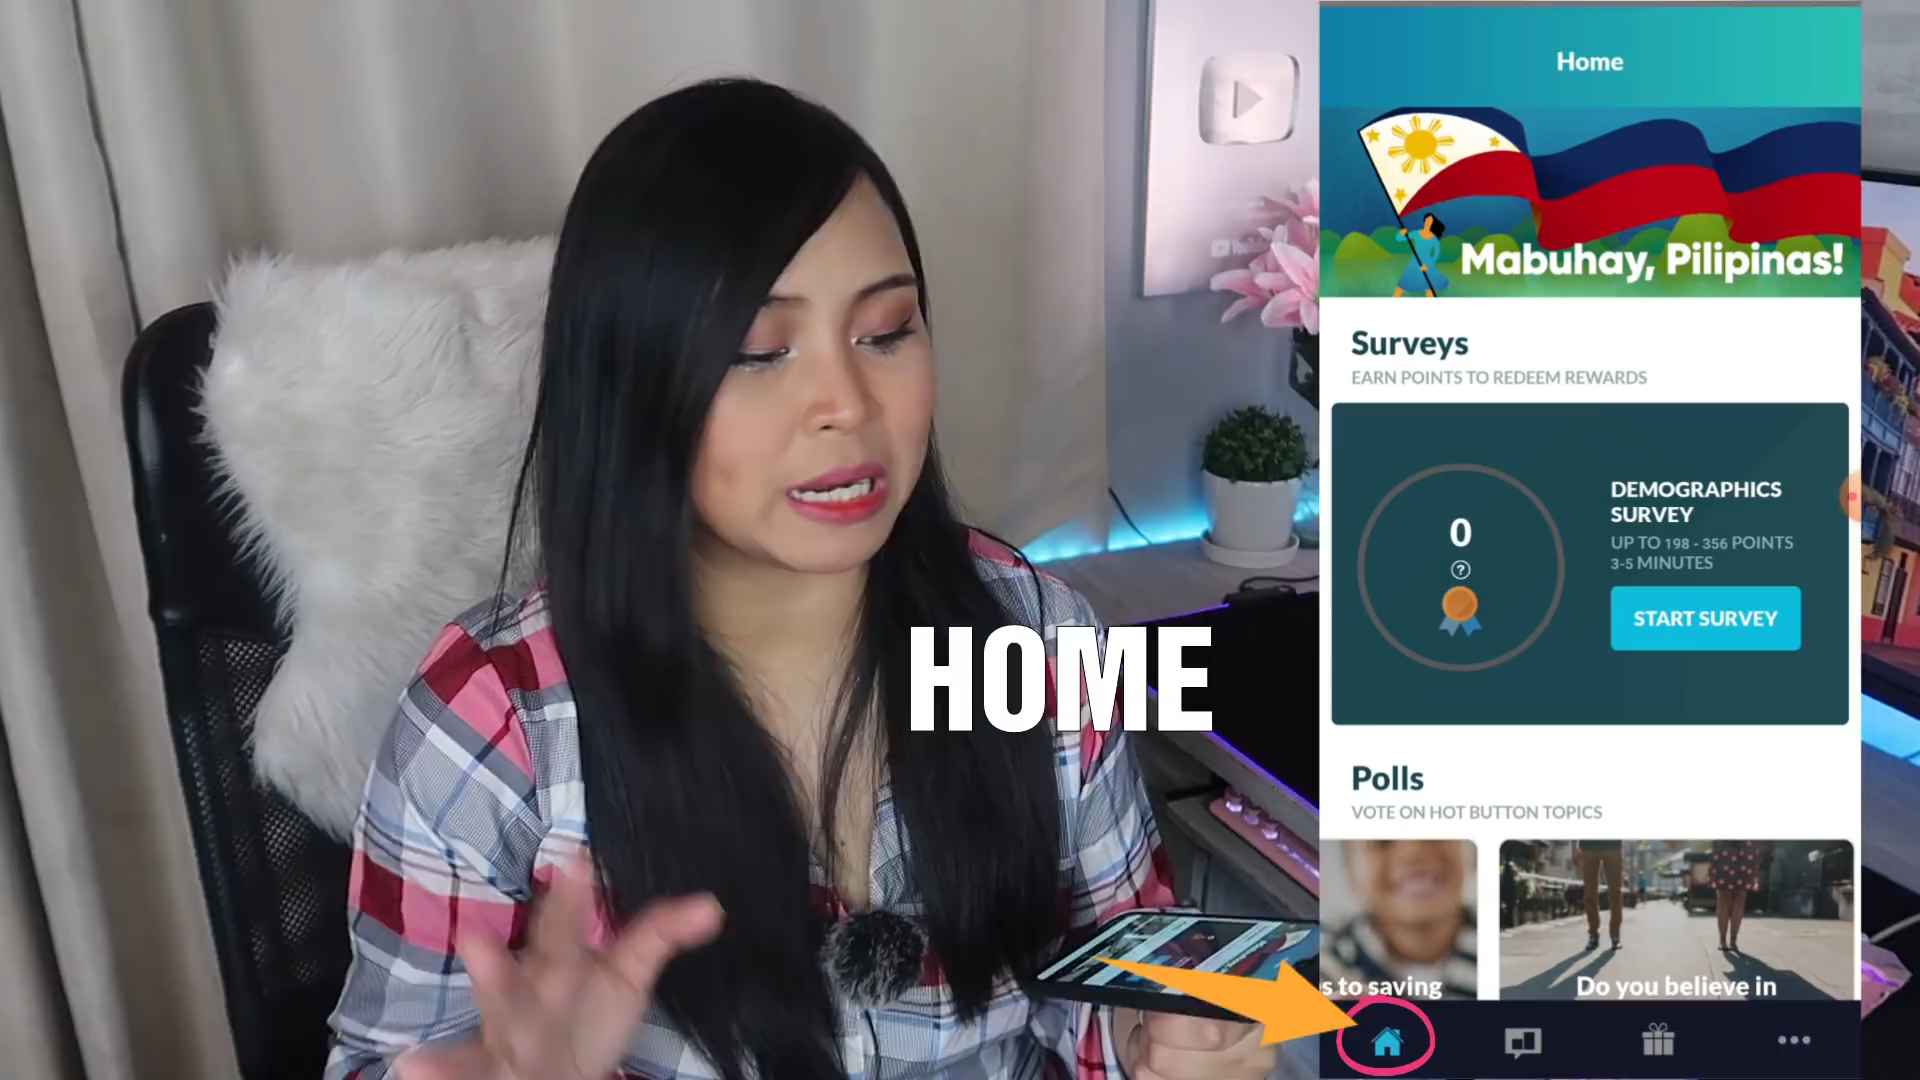 HOME
Home
Mabuhay, Pilipinas!
Surveys
EARN POINTS TO REDEEM REWARDS
0
?
DEMOGRAPHICS
SURVEY
UP TO 198 - 356 POINTS
3-5 MINUTES
START SURVEY
Polls
VOTE ON HOT BUTTON TOPICS
to saving
Do you believe in